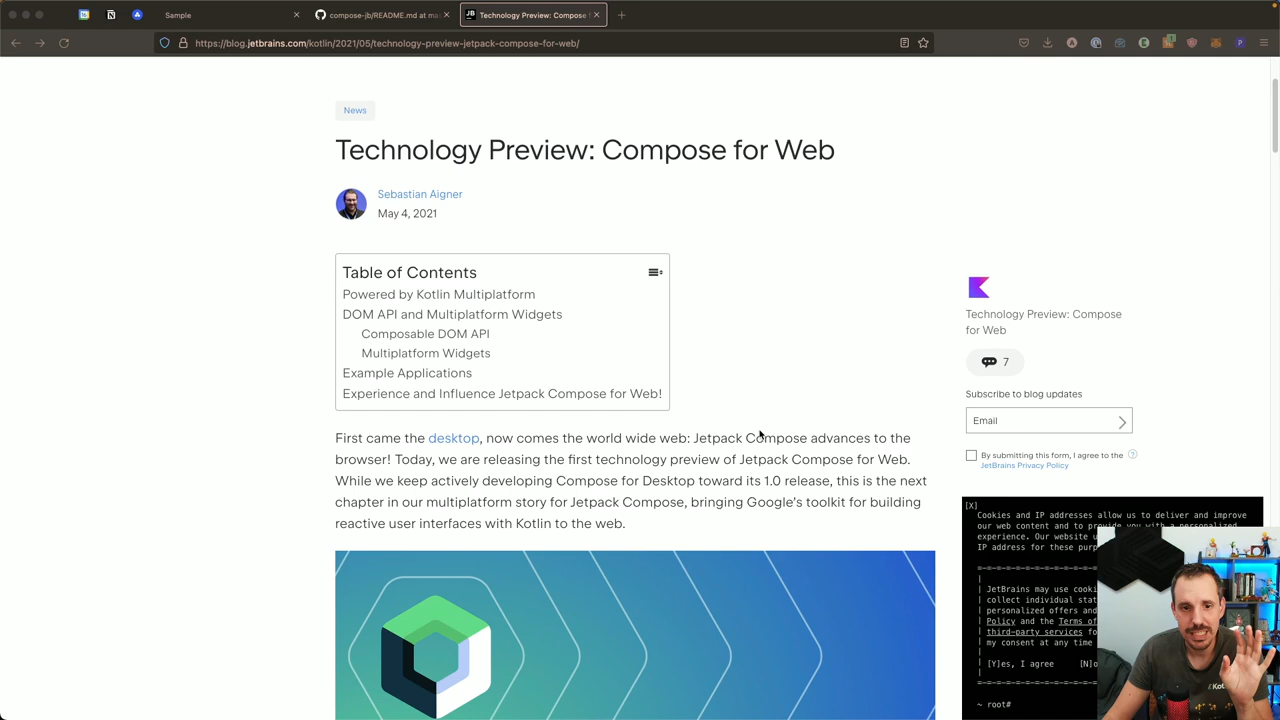 Sample
compose-jb/README.md at ma
JB
Technology Preview: Compose
https://blog.jetbrains.com/kotlin/2021/05/technology-preview-jetpack-compose-for-web/
News
Technology Preview: Compose for Web
Sebastian Aigner
May 4, 2021
Table of Contents
Powered by Kotlin Multiplatform
DOM API and Multiplatform Widgets
Composable DOM API
Multiplatform Widgets
Example Applications
Experience and Influence Jetpack Compose for Web!
First came the desktop, now comes the world wide web: Jetpack Compose advances to the
browser! Today, we are releasing the first technology preview of Jetpack Compose for Web.
While we keep actively developing Compose for Desktop toward its 1.0 release, this is the next
chapter in our multiplatform story for Jetpack Compose, bringing Google's toolkit for building
reactive user interfaces with Kotlin to the web.
Technology Preview: Compose
for Web
7
Subscribe to blog updates
Email
By submitting this form, I agree to the
JetBrains Privacy Policy
[X]
Cookies and IP addresses allow us to deliver and improve
our web content and to provide you with a personalized
experience. Our website u
IP address for these purp
=-=-=-=-=-=-=-=-=-=-=-=-=-
|
| JetBrains may use cooki
| collect individual stat
| personalized offers and
| Policy and the Terms of
| third-party services fo
| my consent at any time
|
| [Y]es, I agree [N]o
|
=-=-=-=-=-=-=-=-=-=-=-=-=-
~ root#